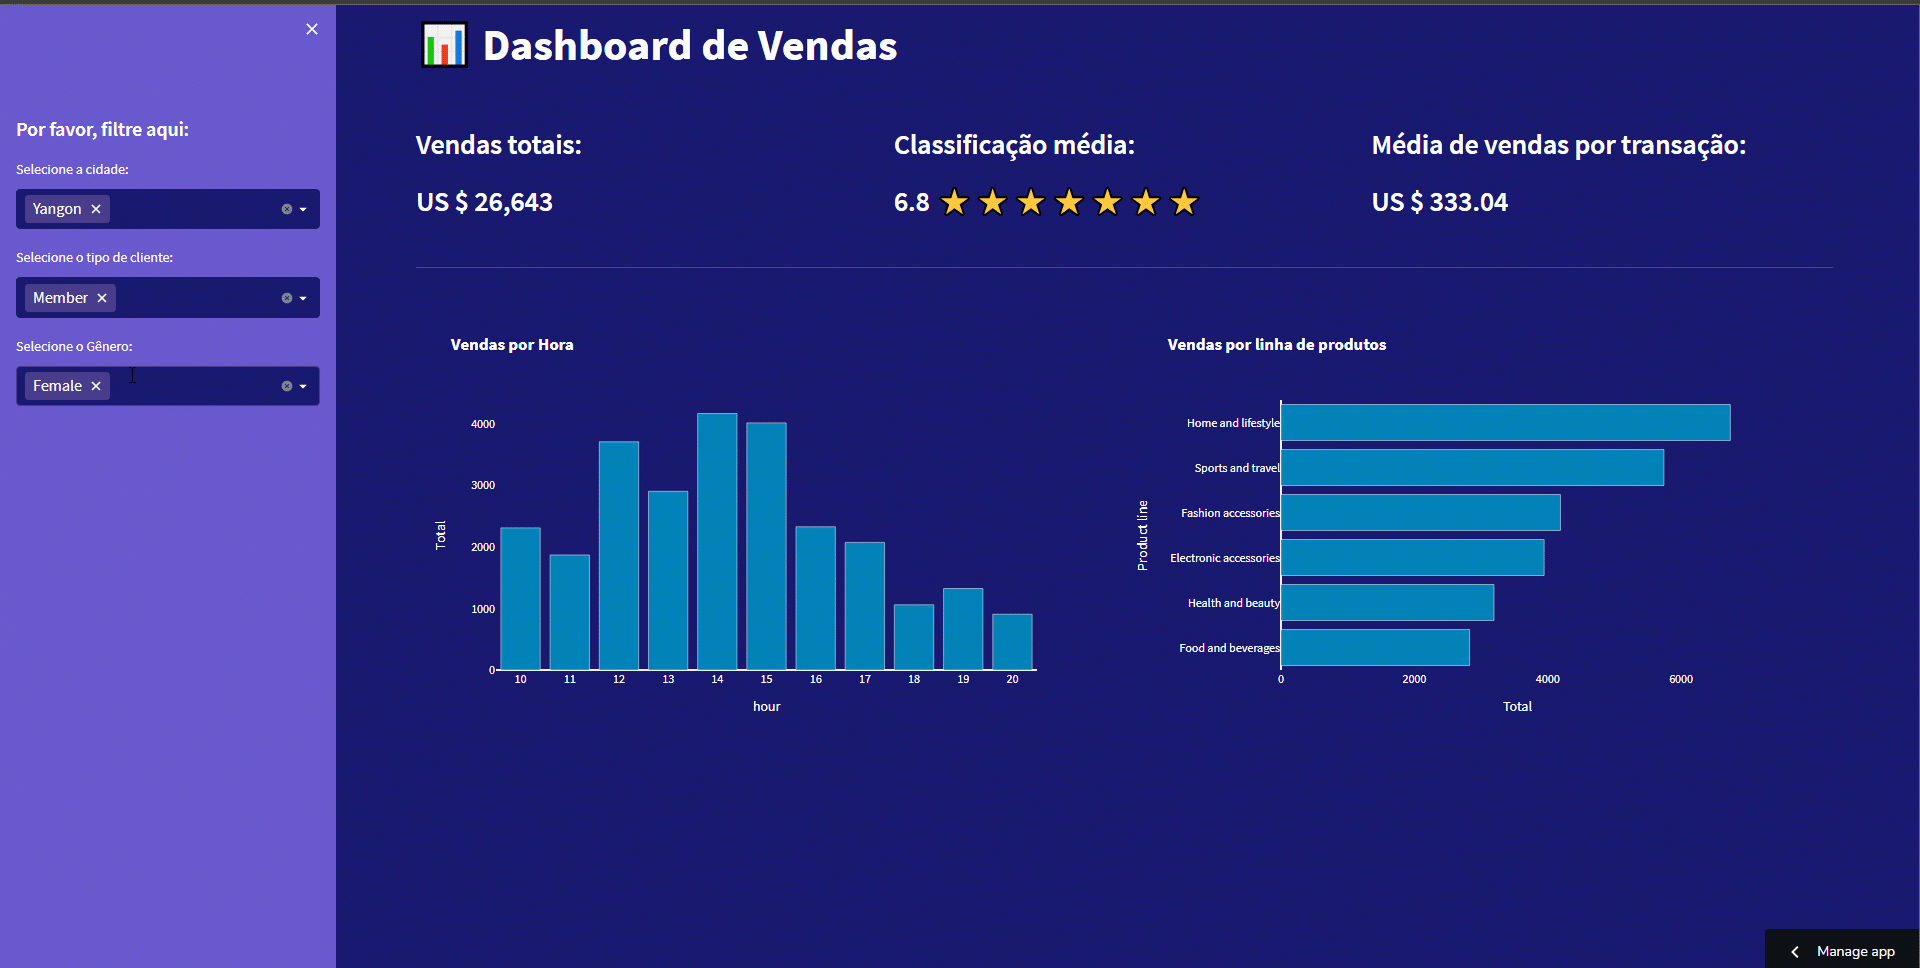 Dashboard de Vendas
Por favor, filtre aqui:
Selecione a cidade:
Yangon
Selecione o tipo de cliente:
Member
Selecione o Gênero:
Female
Vendas totais:
US $ 26,643
Classificação média:
6.8
Média de vendas por transação:
US $ 333.04
Vendas por Hora
Total
4000
3000
2000
1000
0
10 11 12 13 14 15 16 17 18 19 20
hour
Vendas por linha de produtos
Product line
Home and lifestyle
Sports and travel
Fashion accessories
Electronic accessories
Health and beauty
Food and beverages
0 2000 4000 6000
Total
Manage app